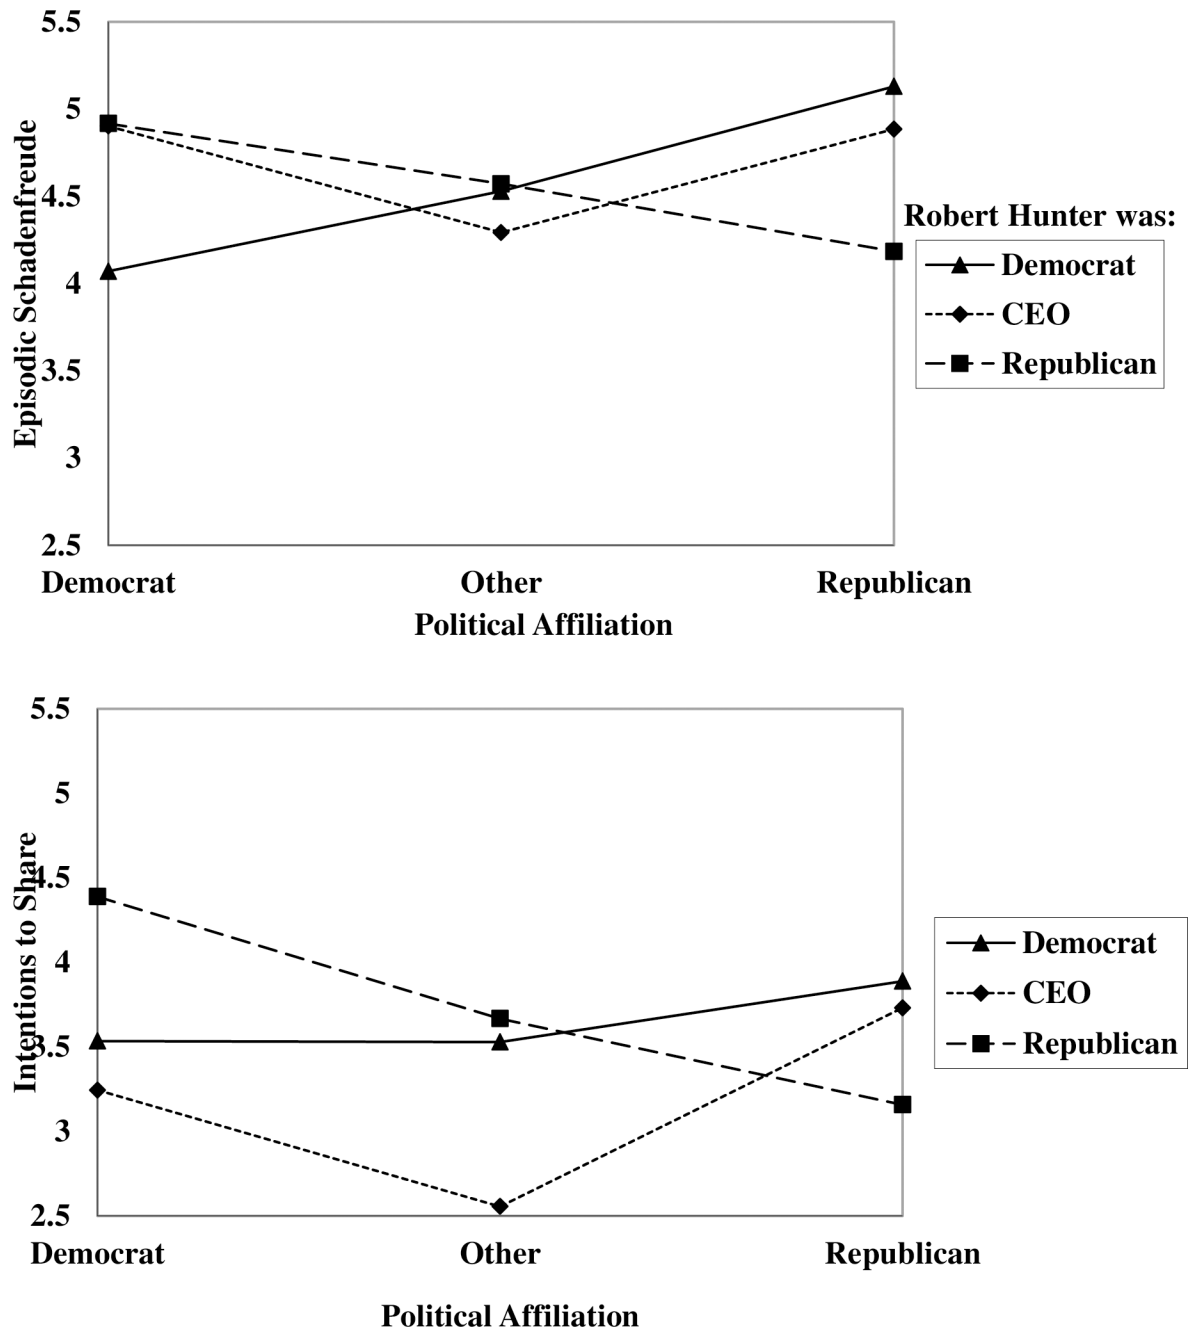 5.5
5
4.5
4
3.5
3
2.5
Episodic Schadenfreude
Democrat Other Republican
Political Affiliation
Robert Hunter was:
Democrat
CEO
Republican
5.5
5
4.5
4
3.5
3
2.5
Intentions to Share
Democrat Other Republican
Political Affiliation
Democrat
CEO
Republican